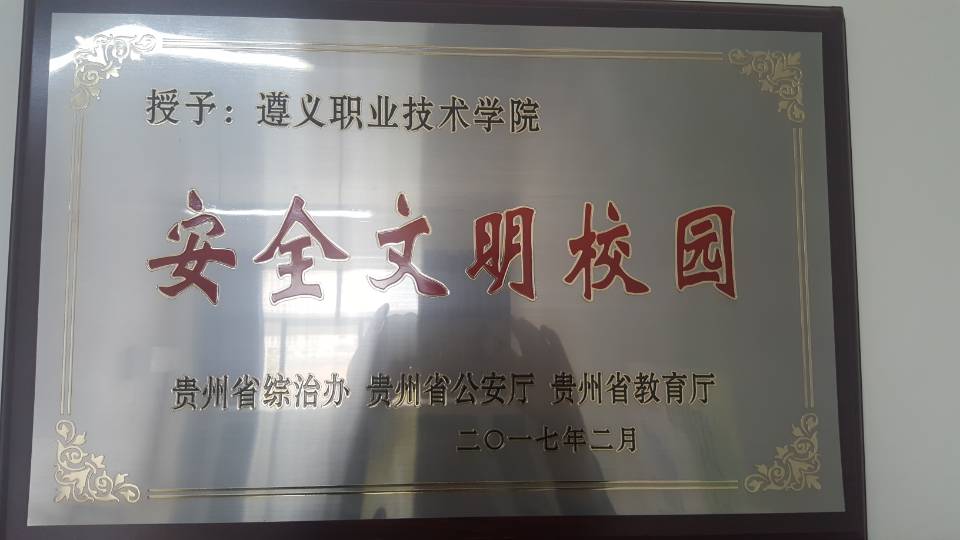 授予：遵义职业技术学院
安全文明校园
贵州省综治办 贵州省公安厅 贵州省教育厅
二〇一七年二月